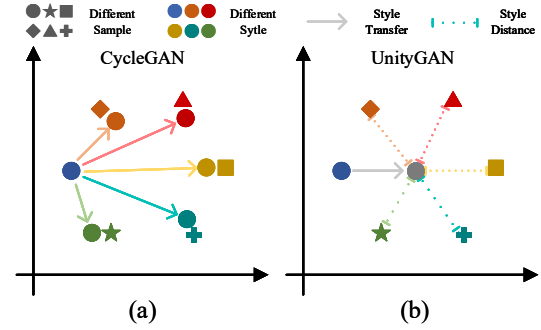 Different Sample
Different Sytle
Style Transfer
Style Distance
CycleGAN
UnityGAN
(a)
(b)